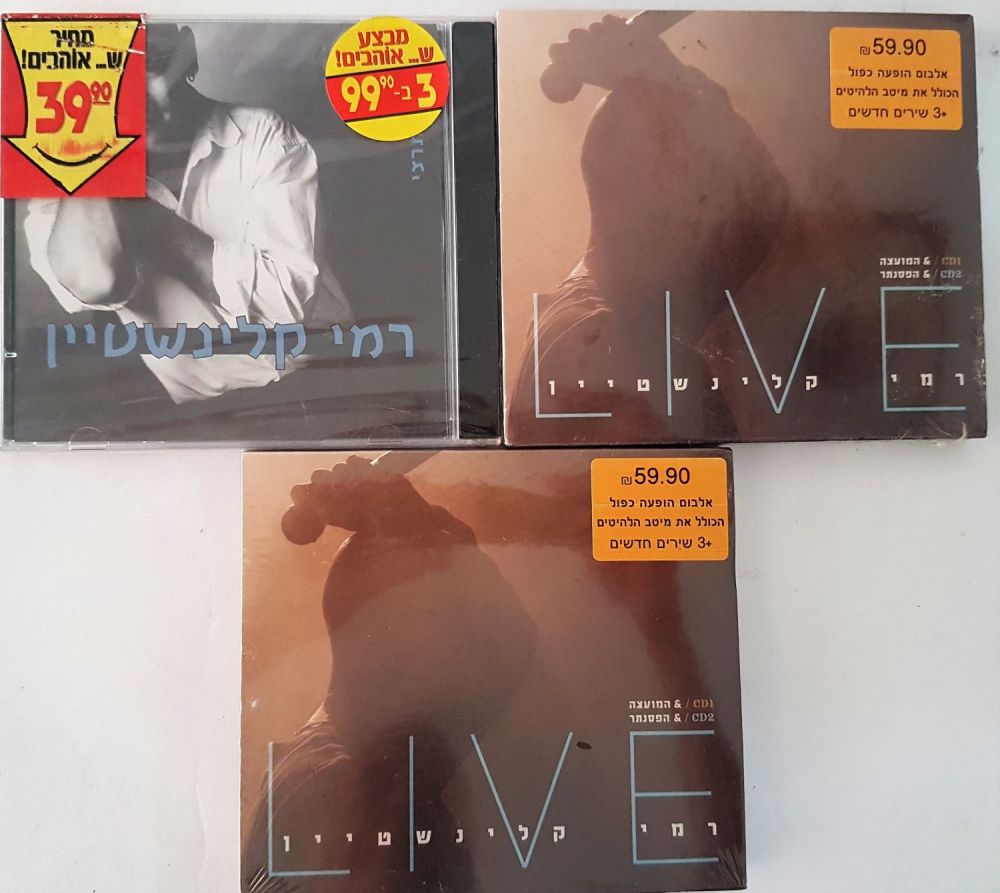 מחיר
ש... אוהבים!
39.90
מבצע
ש... אוהבים!
3 ב-99.90
רמי קלינשטיין
₪59.90
אלבום הופעה כפול
הכולל את מיטב הלהיטים
+3 שירים חדשים
CD1 / & המועצה
CD2 / & הפסנתר
LIVE
רמי קלינשטיין
₪59.90
אלבום הופעה כפול
הכולל את מיטב הלהיטים
+3 שירים חדשים
CD1 / & המועצה
CD2 / & הפסנתר
LIVE
רמי קלינשטיין